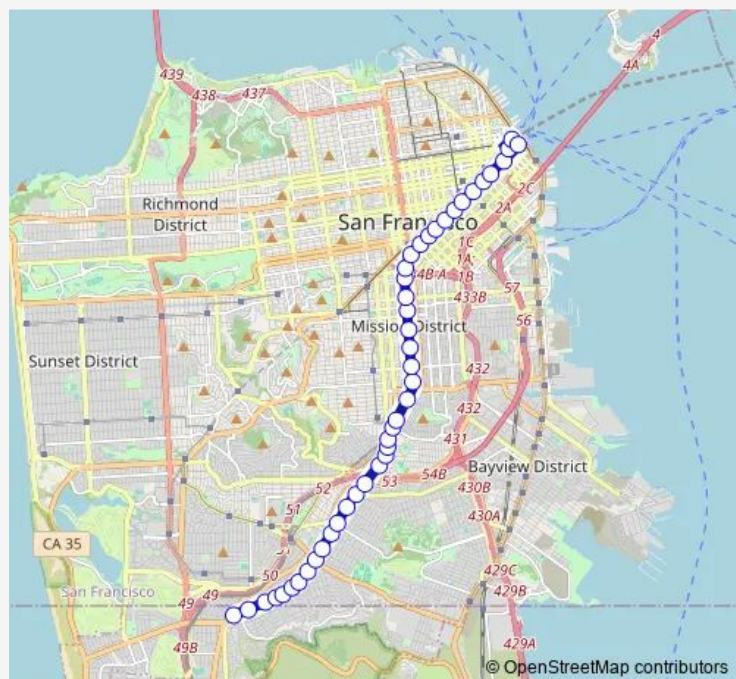 439
438
437
4
4A
Richmond
District
2C
2A
San Francisco
1C
1A
4B A
1B
433B
57
56
Mission District
Sunset District
432
432
431
Bayview District
52
53
54B
430B
51
430A
CA 35
51
50
San Francisco
49
49
429C
429B
49B
429A
© OpenStreetMap contributors